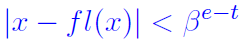 |x − fl(x)| < β^{e−t}